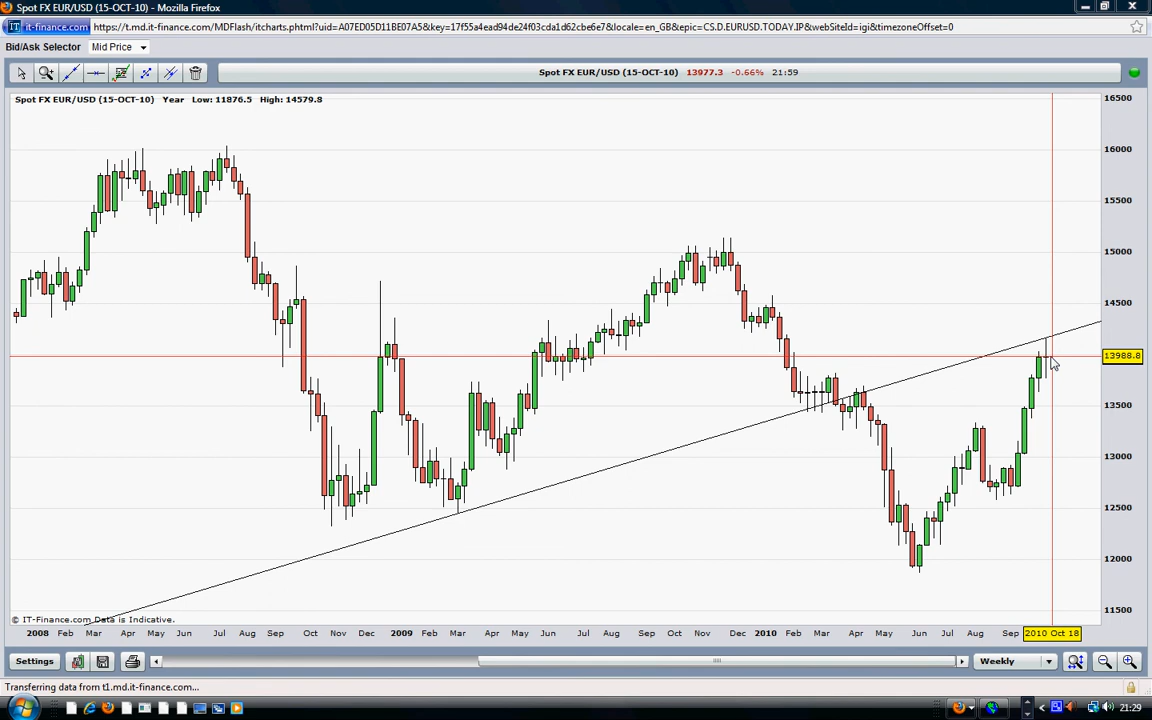 Spot FX EUR/USD (15-OCT-10) - Mozilla Firefox
it-finance.com https://t.md.it-finance.com/MDFlash/itcharts.phtml?uid=A07ED05D11BE07A5&key=17f55a4ead94de24f03cda1d62cbe6e7&locale=en_GB&epic=CS.D.EURUSD.TODAY.IP&webSiteId=igi&timezoneOffset=0
Bid/Ask Selector Mid Price
Spot FX EUR/USD (15-OCT-10) 13977.3 -0.66% 21:59
Spot FX EUR/USD (15-OCT-10) Year Low: 11876.5 High: 14579.8
16500
16000
15500
15000
14500
13988.8
13500
13000
12500
12000
11500
© IT-Finance.com Data is Indicative.
2008 Feb Mar Apr May Jun Jul Aug Sep Oct Nov Dec 2009 Feb Mar Apr May Jun Jul Aug Sep Oct Nov Dec 2010 Feb Mar Apr May Jun Jul Aug Sep 2010 Oct 18
Settings Weekly
Transferring data from t1.md.it-finance.com...
21:29